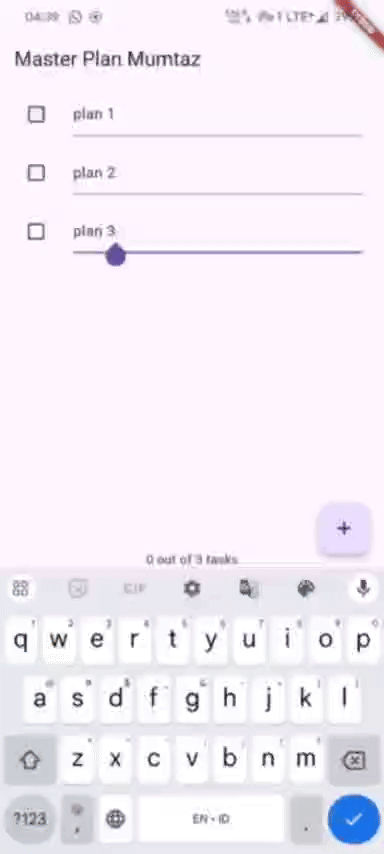 04:39
Master Plan Mumtaz
plan 1
plan 2
plan 3
+
0 out of 3 tasks
GIF
q w e r t y u i o p
a s d f g h j k l
z x c v b n m
?123 , EN • ID .